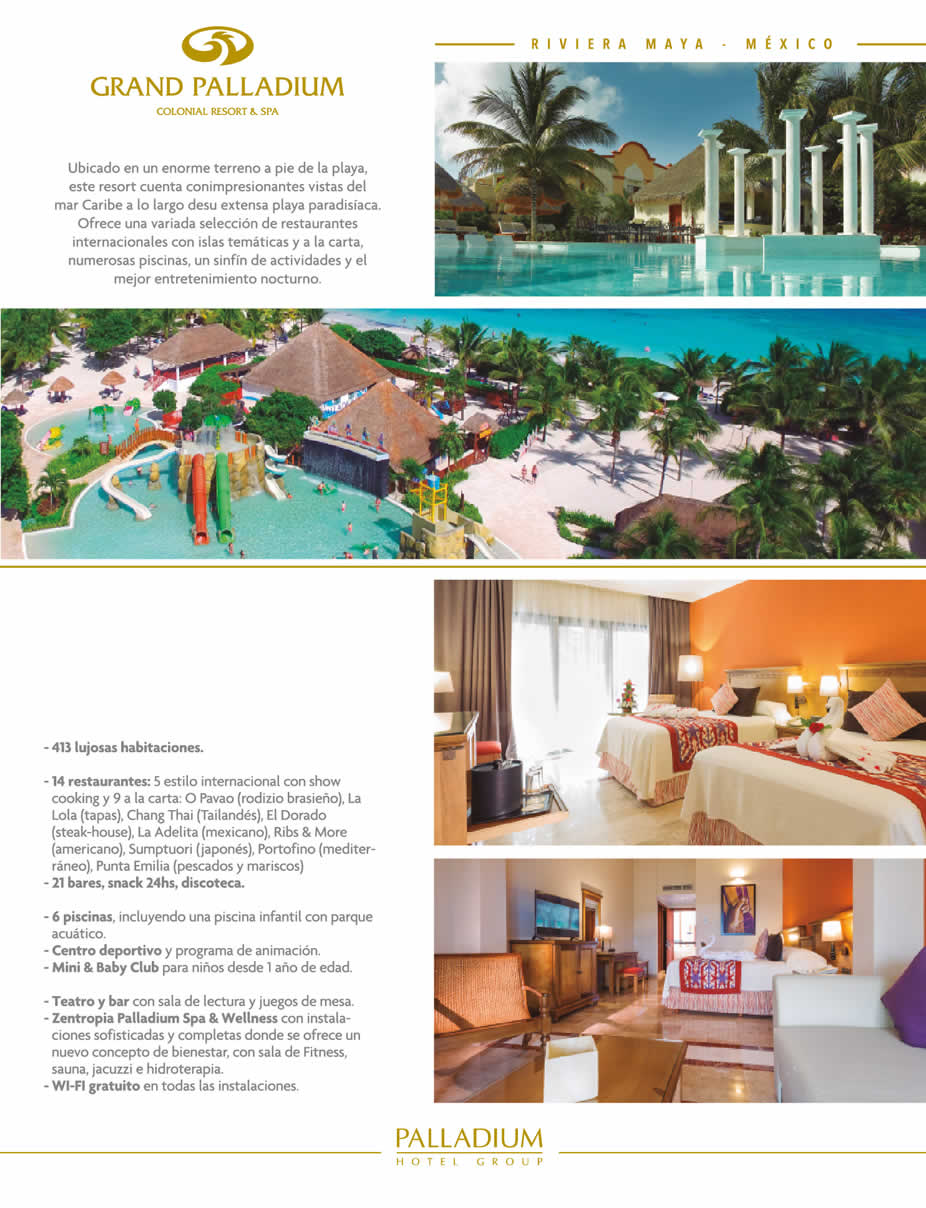 GRAND PALLADIUM
COLONIAL RESORT & SPA
RIVIERA MAYA - MÉXICO
Ubicado en un enorme terreno a pie de la playa,
este resort cuenta conimpresionantes vistas del
mar Caribe a lo largo desu extensa playa paradisíaca.
Ofrece una variada selección de restaurantes
internacionales con islas temáticas y a la carta,
numerosas piscinas, un sinfín de actividades y el
mejor entretenimiento nocturno.
- 413 lujosas habitaciones.
- 14 restaurantes: 5 estilo internacional con show
cooking y 9 a la carta: O Pavao (rodizio brasieño), La
Lola (tapas), Chang Thai (Tailandés), El Dorado
(steak-house), La Adelita (mexicano), Ribs & More
(americano), Sumptuori (japonés), Portofino (mediter-
ráneo), Punta Emilia (pescados y mariscos)
- 21 bares, snack 24hs, discoteca.
- 6 piscinas, incluyendo una piscina infantil con parque
acuático.
- Centro deportivo y programa de animación.
- Mini & Baby Club para niños desde 1 año de edad.
- Teatro y bar con sala de lectura y juegos de mesa.
- Zentropia Palladium Spa & Wellness con instala-
ciones sofisticadas y completas donde se ofrece un
nuevo concepto de bienestar, con sala de Fitness,
sauna, jacuzzi e hidroterapia.
- WI-FI gratuito en todas las instalaciones.
PALLADIUM
HOTEL GROUP